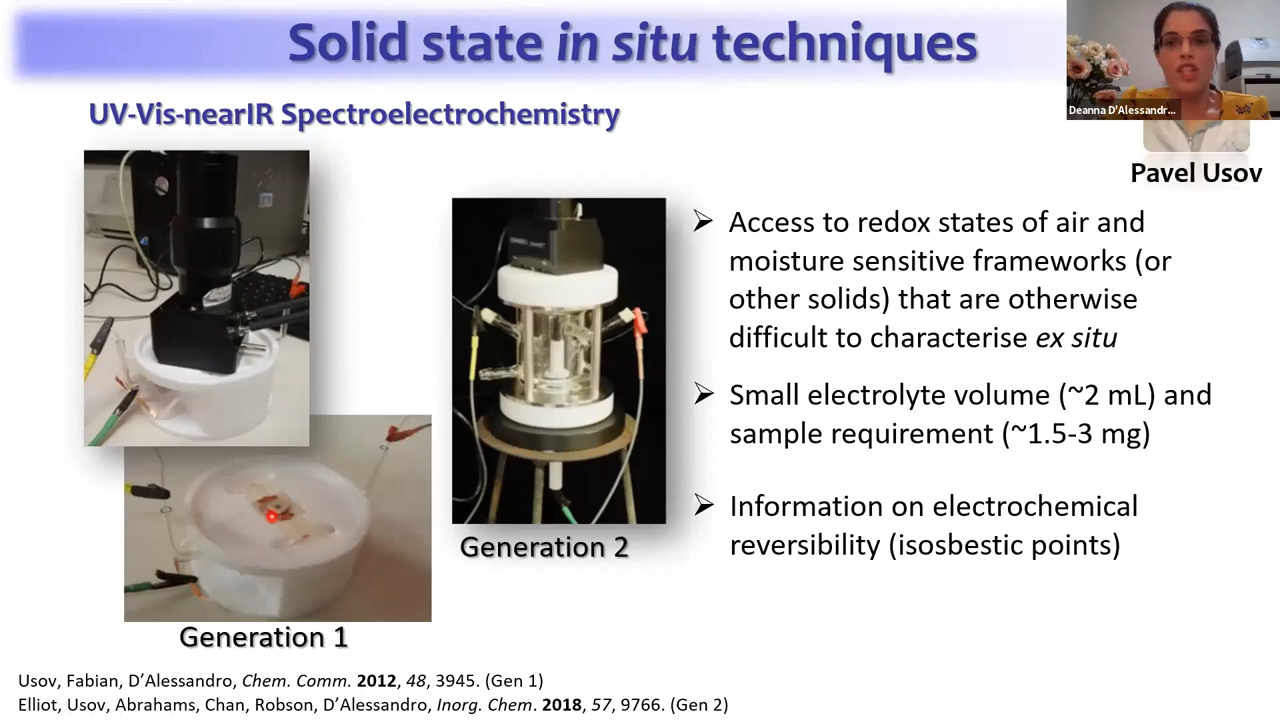 Solid state in situ techniques
UV-Vis-nearIR Spectroelectrochemistry
Deanna D'Alessandr...
Pavel Usov
➢ Access to redox states of air and
moisture sensitive frameworks (or
other solids) that are otherwise
difficult to characterise ex situ
➢ Small electrolyte volume (~2 mL) and
sample requirement (~1.5-3 mg)
➢ Information on electrochemical
reversibility (isosbestic points)
Generation 2
Generation 1
Usov, Fabian, D’Alessandro, Chem. Comm. 2012, 48, 3945. (Gen 1)
Elliot, Usov, Abrahams, Chan, Robson, D’Alessandro, Inorg. Chem. 2018, 57, 9766. (Gen 2)